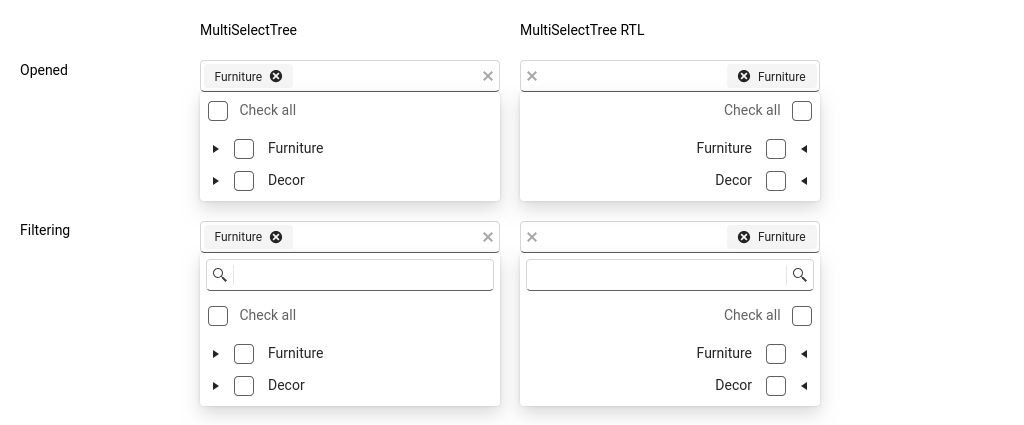 MultiSelectTree
MultiSelectTree RTL
Opened
Furniture
Check all
Furniture
Decor
Furniture
Check all
Furniture
Decor
Filtering
Furniture
Check all
Furniture
Decor
Furniture
Check all
Furniture
Decor